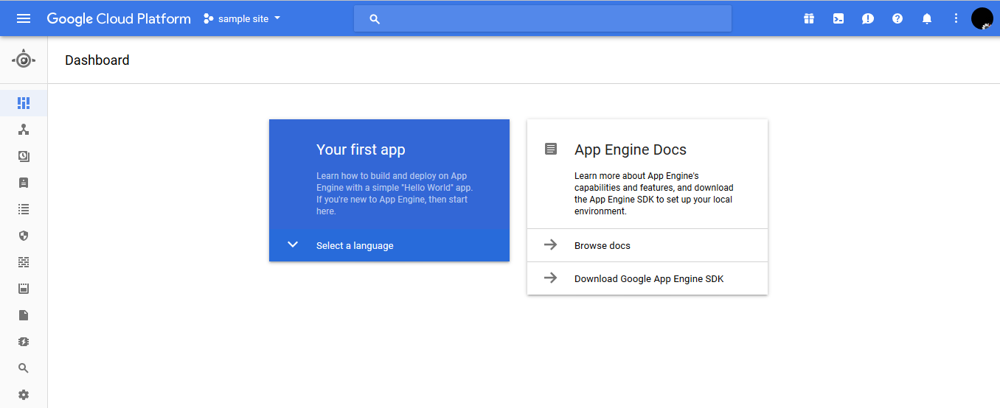 Google Cloud Platform
sample site
Dashboard
Your first app
Learn how to build and deploy on App
Engine with a simple "Hello World" app.
If you're new to App Engine, then start
here.
Select a language
App Engine Docs
Learn more about App Engine's
capabilities and features, and download
the App Engine SDK to set up your local
environment.
Browse docs
Download Google App Engine SDK